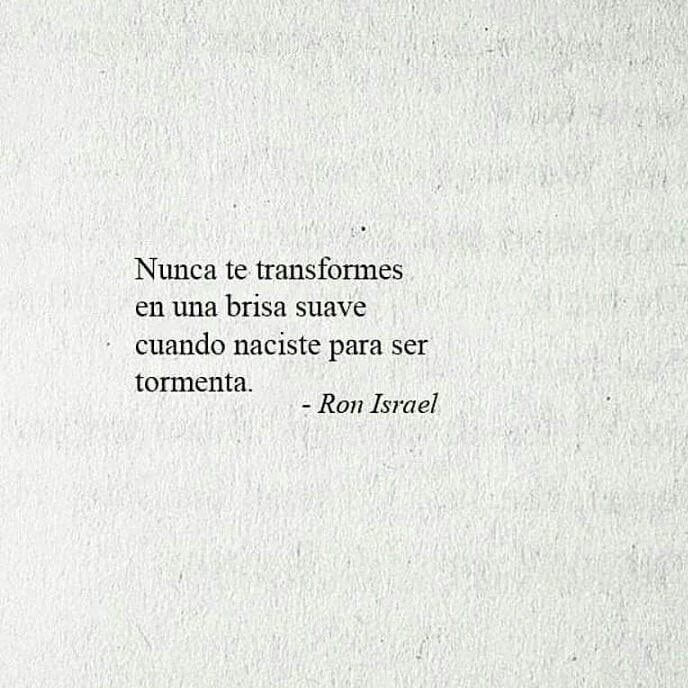 Nunca te transformes
en una brisa suave
cuando naciste para ser
tormenta.
- Ron Israel